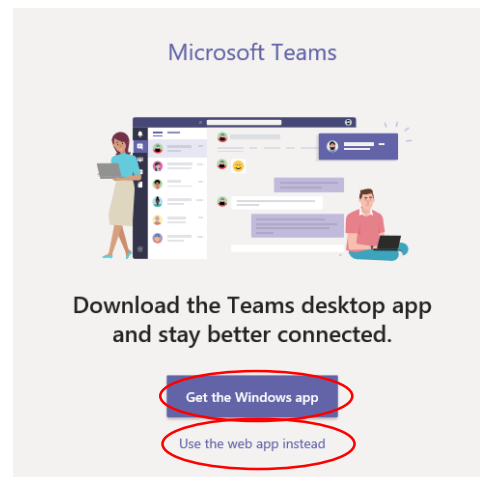 Microsoft Teams
Download the Teams desktop app
and stay better connected.
Get the Windows app
Use the web app instead